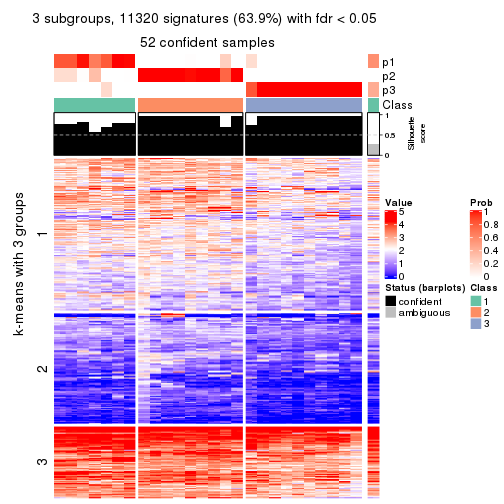 3 subgroups, 11320 signatures (63.9%) with fdr < 0.05
52 confident samples
p1
p2
p3
Class
1
0.5
0
Silhouette
score
k-means with 3 groups
1
2
3
Value
5
4
3
2
1
0
Prob
1
0.8
0.6
0.4
0.2
0
Status (barplots)
confident
ambiguous
Class
1
2
3